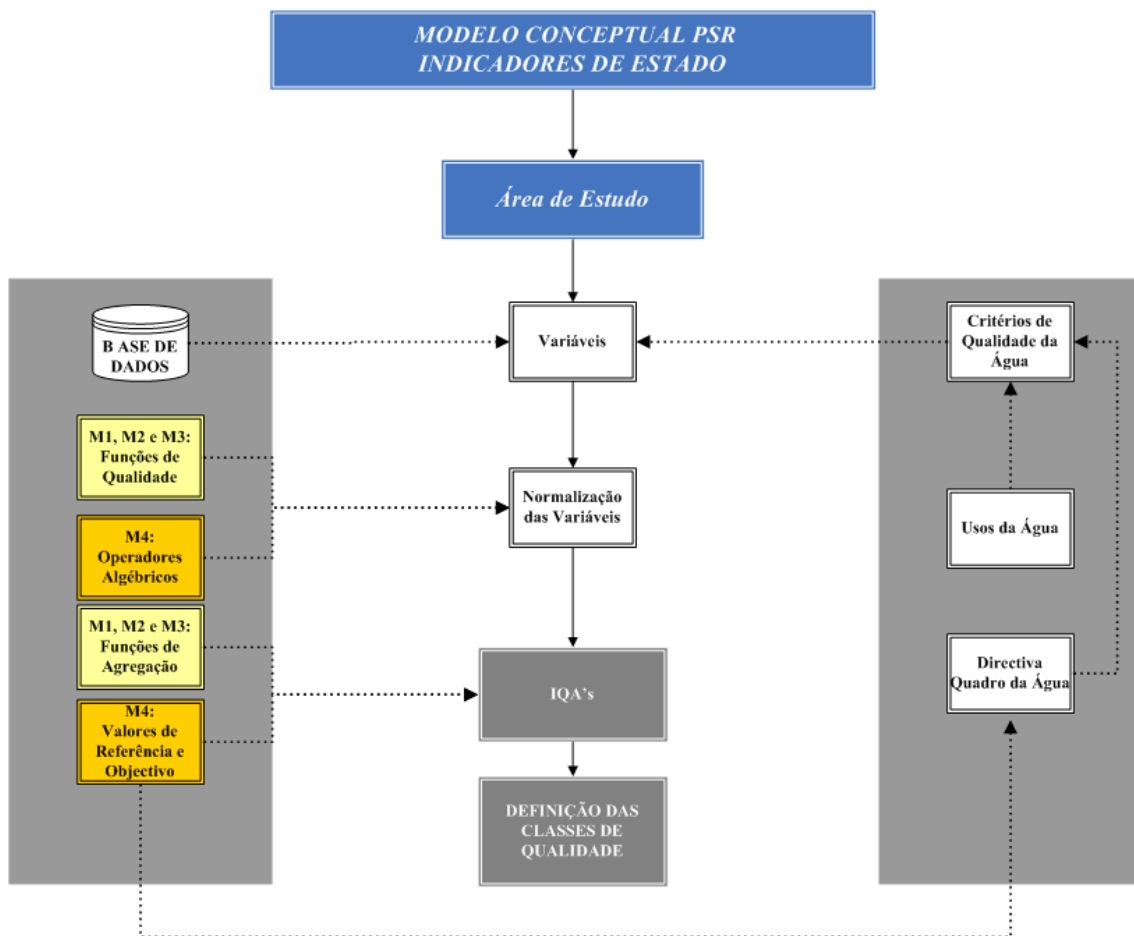 MODELO CONCEPTUAL PSR
INDICADORES DE ESTADO
Área de Estudo
B ASE DE
DADOS
Variáveis
Critérios de
Qualidade da
Água
M1, M2 e M3:
Funções de
Qualidade
Normalização
das Variáveis
Usos da Água
M4:
Operadores
Algébricos
M1, M2 e M3:
Funções de
Agregação
IQA's
Directiva
Quadro da Água
M4:
Valores de
Referência e
Objectivo
DEFINIÇÃO DAS
CLASSES DE
QUALIDADE